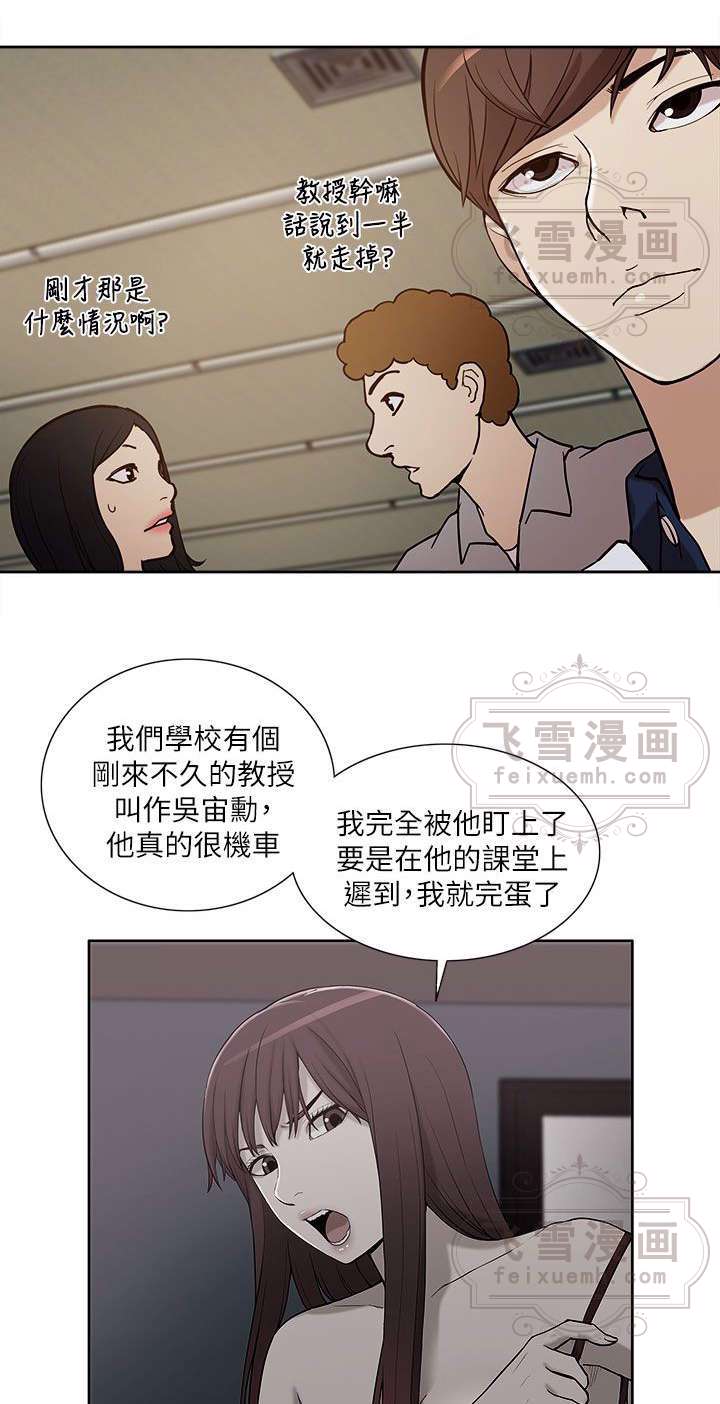 教授幹嘛
話說到一半
就走掉?
剛才那是
什麼情況啊?
飞雪漫画
feixuemh.com
我們學校有個
剛來不久的教授
叫作吳宙勳，
他真的很機車
飞雪漫画
feixuemh.com
我完全被他盯上了
要是在他的課堂上
遲到，我就完蛋了
飞雪漫画
feixuemh.com